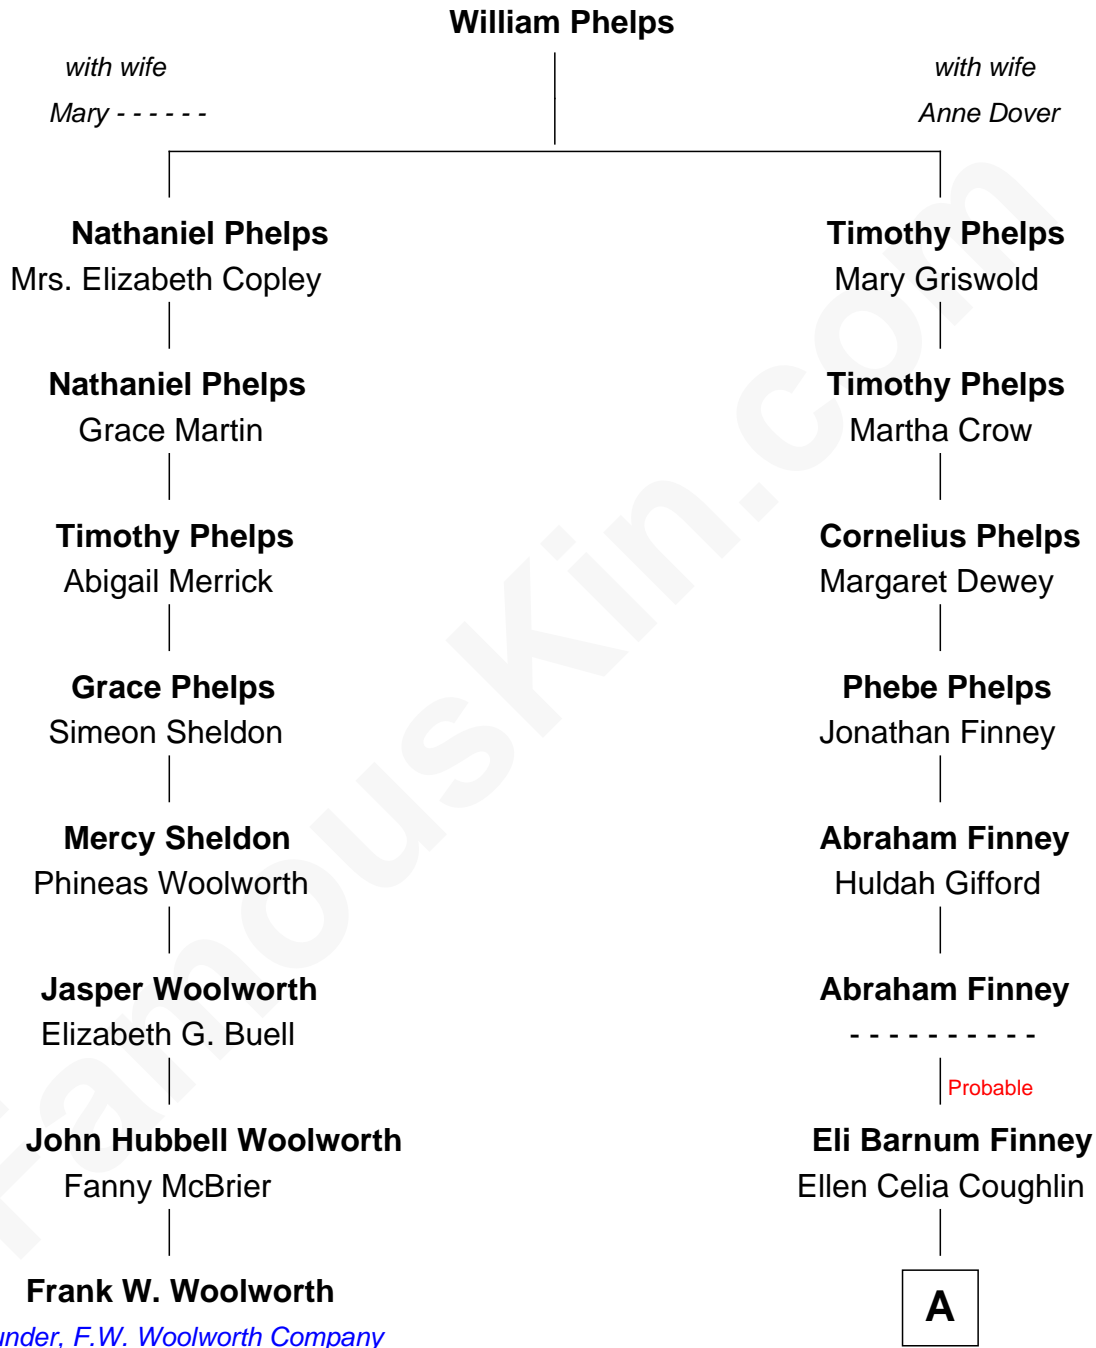 William Phelps
with wife
with wife
Mary - - - - - -
Anne Dover
Nathaniel Phelps
Timothy Phelps
Mrs. Elizabeth Copley
Mary Griswold
Nathaniel Phelps
Timothy Phelps
Grace Martin
Martha Crow
Timothy Phelps
Cornelius Phelps
Abigail Merrick
Margaret Dewey
Grace Phelps
Phebe Phelps
Simeon Sheldon
Jonathan Finney
Mercy Sheldon
Abraham Finney
Phineas Woolworth
Huldah Gifford
Jasper Woolworth
Abraham Finney
Elizabeth G. Buell
- - - - - - - - - -
Probable
John Hubbell Woolworth
Eli Barnum Finney
Fanny McBrier
Ellen Celia Coughlin
Frank W. Woolworth
A
under, F.W. Woolworth Company
FamousKin.com